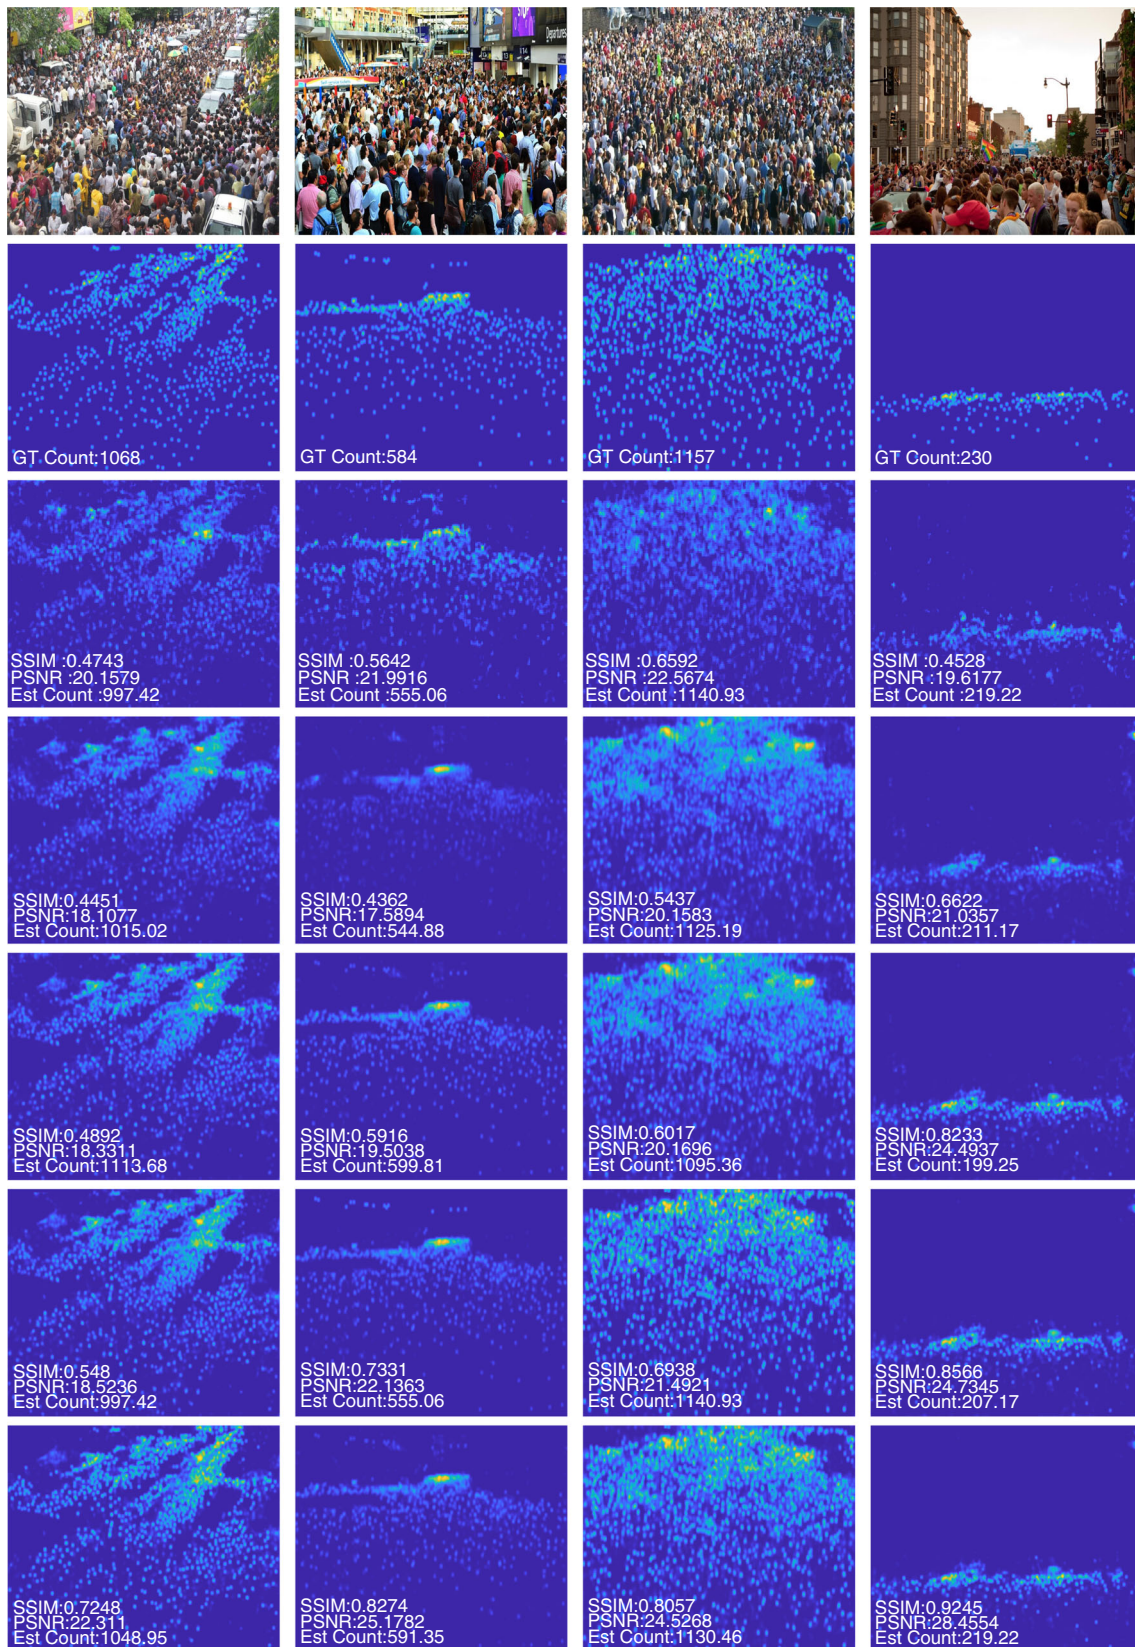 Departures
GT Count:1068
GT Count:584
GT Count:1157
GT Count:230
SSIM :0.4743
PSNR :20.1579
Est Count :997.42
SSIM :0.5642
PSNR :21.9916
Est Count :555.06
SSIM :0.6592
PSNR :22.5674
Est Count :1140.93
SSIM :0.4528
PSNR :19.6177
Est Count :219.22
SSIM:0.4451
PSNR:18.1077
Est Count:1015.02
SSIM:0.4362
PSNR:17.5894
Est Count:544.88
SSIM:0.5437
PSNR:20.1583
Est Count:1125.19
SSIM:0.6622
PSNR:21.0357
Est Count:211.17
SSIM:0.4892
PSNR:18.3311
Est Count:1113.68
SSIM:0.5916
PSNR:19.5038
Est Count:599.81
SSIM:0.6017
PSNR:20.1696
Est Count:1095.36
SSIM:0.8233
PSNR:24.4937
Est Count:199.25
SSIM:0.548
PSNR:18.5236
Est Count:997.42
SSIM:0.7331
PSNR:22.1363
Est Count:555.06
SSIM:0.6938
PSNR:21.4921
Est Count:1140.93
SSIM:0.8566
PSNR:24.7345
Est Count:207.17
SSIM:0.7248
PSNR:22.311
Est Count:1048.95
SSIM:0.8274
PSNR:25.1782
Est Count:591.35
SSIM:0.8057
PSNR:24.5268
Est Count:1130.46
SSIM:0.9245
PSNR:28.4554
Est Count:219.22